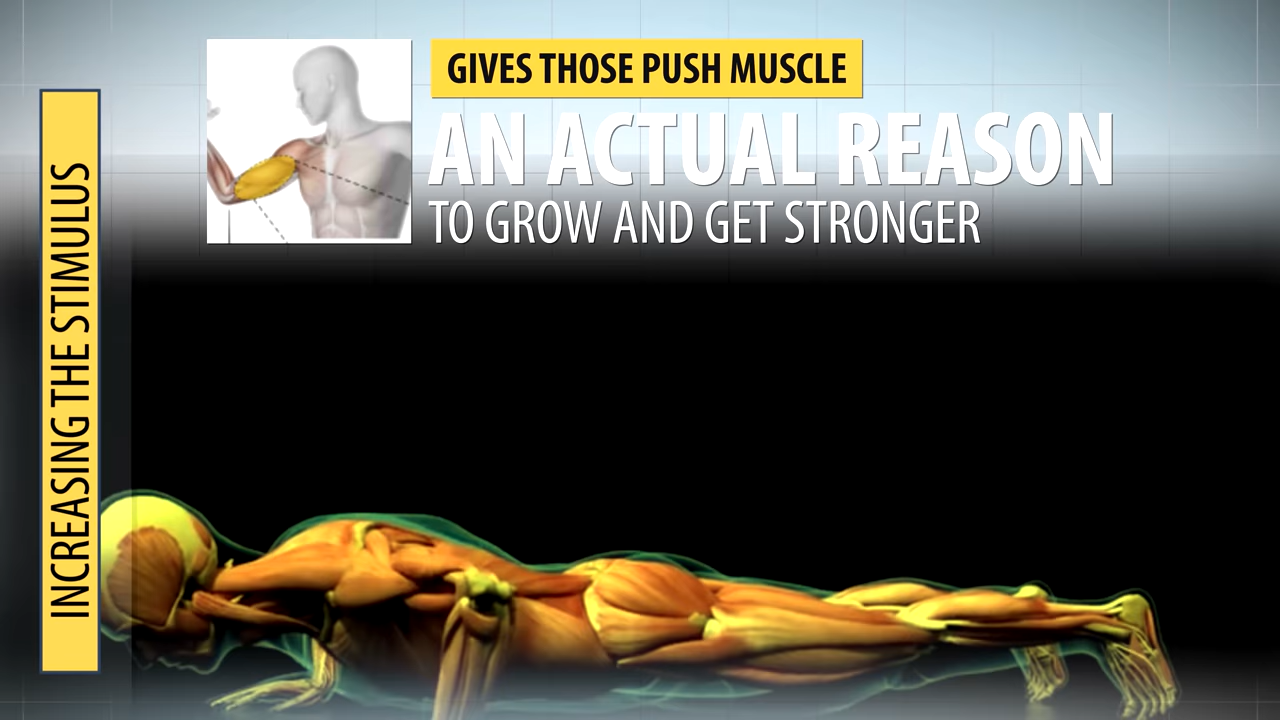 INCREASING THE STIMULUS
GIVES THOSE PUSH MUSCLE
AN ACTUAL REASON
TO GROW AND GET STRONGER